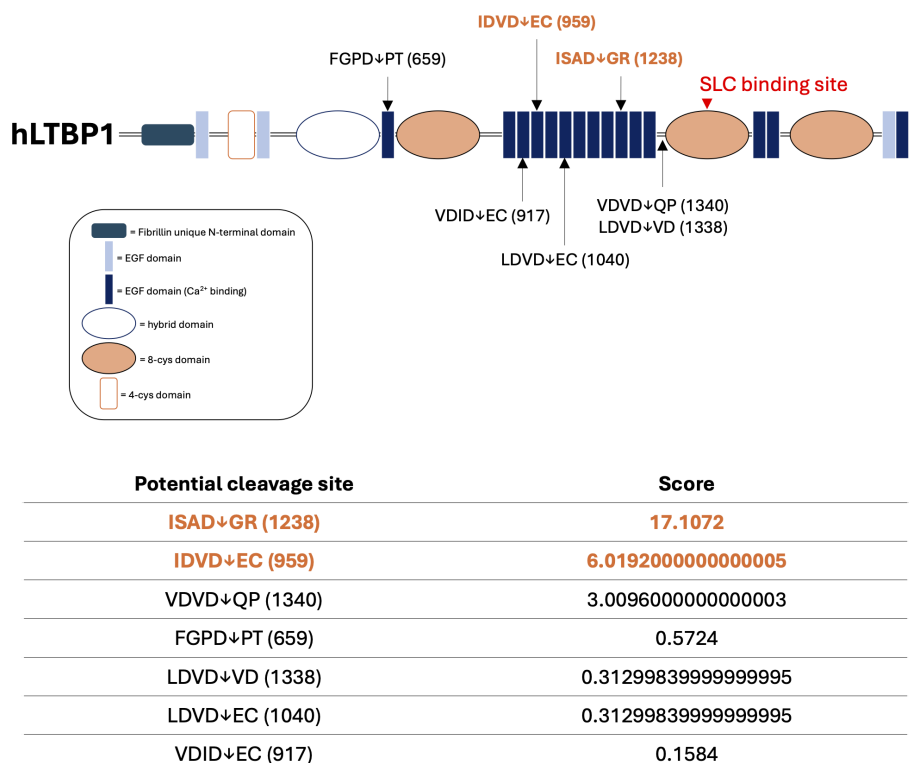 IDVD↓EC (959)
FGPD↓PT (659)
ISAD↓GR (1238)
SLC binding site
hLTBP1
VDID↓EC (917)
VDVD↓QP (1340)
LDVD↓VD (1338)
LDVD↓EC (1040)
= Fibrillin unique N-terminal domain
= EGF domain
= EGF domain (Ca²⁺ binding)
= hybrid domain
= 8-cys domain
= 4-cys domain
Potential cleavage site Score
ISAD↓GR (1238) 17.1072
IDVD↓EC (959) 6.0192000000000005
VDVD↓QP (1340) 3.0096000000000003
FGPD↓PT (659) 0.5724
LDVD↓VD (1338) 0.31299839999999995
LDVD↓EC (1040) 0.31299839999999995
VDID↓EC (917) 0.1584